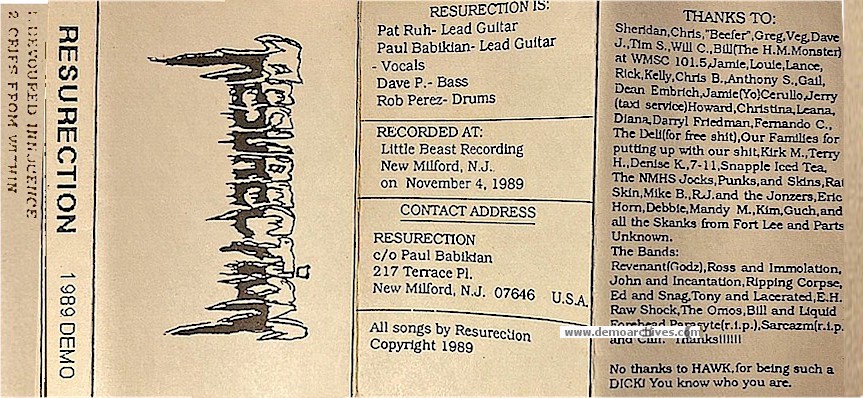 1. DEVOURED INNOCENCE
2 CRIES FROM WITHIN
RESURECTION 1989 DEMO
Resurection
RESURECTION IS:
Pat Ruh- Lead Guitar
Paul Babikian- Lead Guitar
- Vocals
Dave P.- Bass
Rob Perez- Drums
RECORDED AT:
Little Beast Recording
New Milford, N.J.
on November 4, 1989
CONTACT ADDRESS
RESURECTION
c/o Paul Babikian
217 Terrace Pl.
New Milford, N.J. 07646 U.S.A.
All songs by Resurection
Copyright 1989
THANKS TO:
Sheridan,Chris,"Beefer",Greg,Veg,Dave
J.,Tim S.,Will C.,Bill(The H.M.Monster)
at WMSC 101.5,Jamie,Louie,Lance,
Rick,Kelly,Chris B.,Anthony S.,Gail,
Dean Embrich,Jamie(Yo)Cerullo,Jerry
(taxi service)Howard,Christina,Leana,
Diana,Darryl Friedman,Fernando C.,
The Deli(for free shit),Our Families for
putting up with our shit,Kirk M.,Terry
H.,Denise K.,7-11,Snapple Iced Tea,
The NMHS Jocks,Punks,and Skins,Rat
Skin,Mike B.,R.J.and the Jonzers,Eric
Horn,Debbie,Mandy M.,Kim,Guch,and
all the Skanks from Fort Lee and Parts
Unknown.
The Bands:
Revenant(Godz),Ross and Immolation,
John and Incantation,Ripping Corpse,
Ed and Snag,Tony and Lacerated,E.H.
Raw Shock,The Omos,Bill and Liquid
Forehead,Paracyte(r.i.p.),Sarcazm(r.i.p.
and Cliff. Thanks!!!!!!
www.demoarchives.com
No thanks to HAWK,for being such a
DICK! You know who you are.